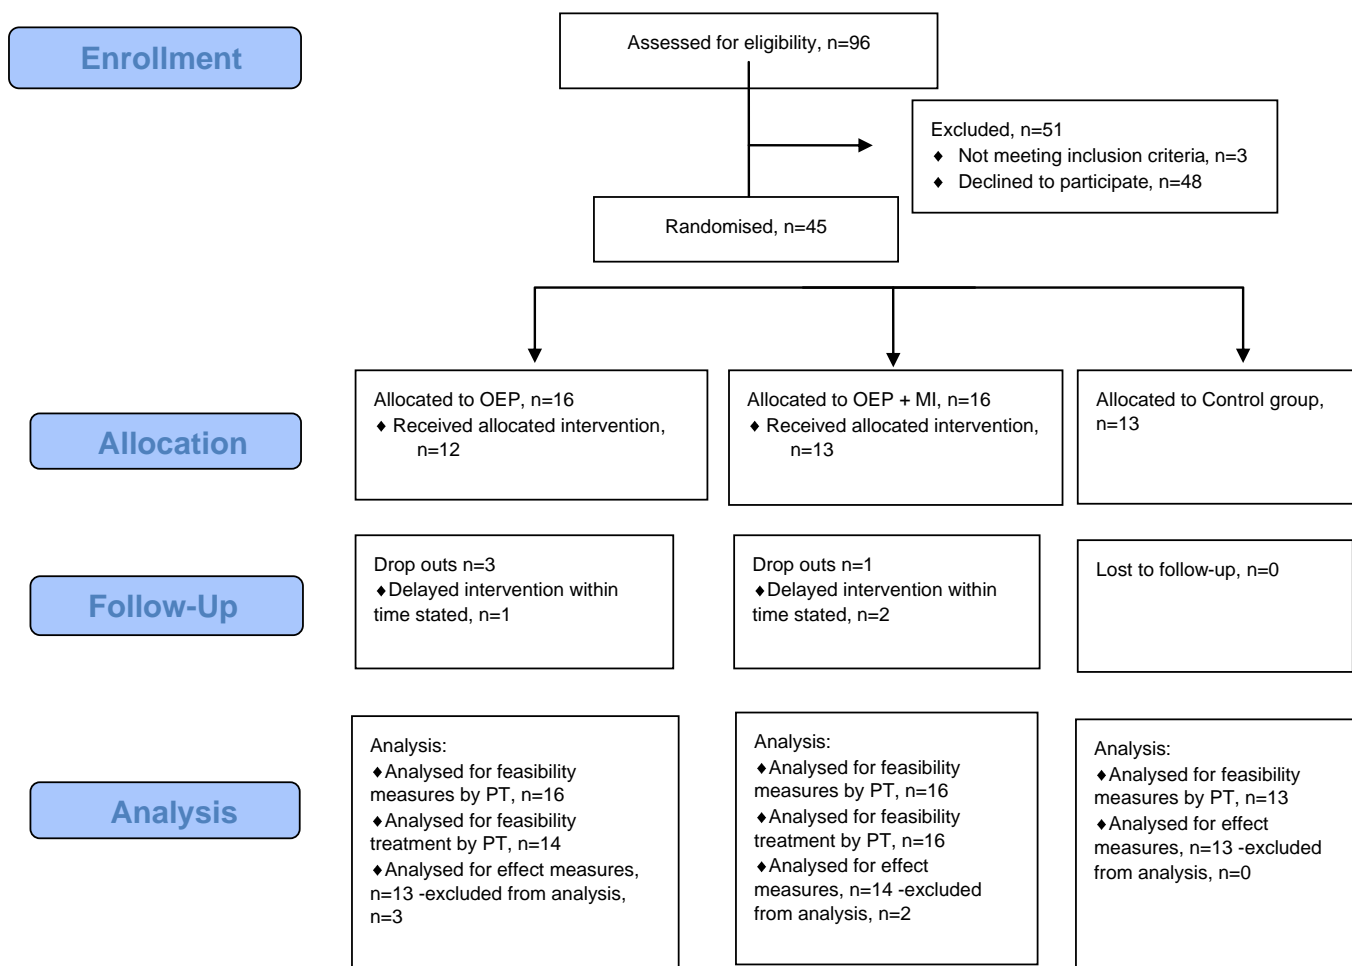 Enrollment
Assessed for eligibility, n=96
Excluded, n=51
♦ Not meeting inclusion criteria, n=3
♦ Declined to participate, n=48
Randomised, n=45
Allocation
Allocated to OEP, n=16
♦ Received allocated intervention,
n=12
Allocated to OEP + MI, n=16
♦ Received allocated intervention,
n=13
Allocated to Control group,
n=13
Follow-Up
Drop outs n=3
♦Delayed intervention within
time stated, n=1
Drop outs n=1
♦Delayed intervention within
time stated, n=2
Lost to follow-up, n=0
Analysis
Analysis:
♦Analysed for feasibility
measures by PT, n=16
♦Analysed for feasibility
treatment by PT, n=14
♦Analysed for effect measures,
n=13 -excluded from analysis,
n=3
Analysis:
♦Analysed for feasibility
measures by PT, n=16
♦Analysed for feasibility
treatment by PT, n=16
♦Analysed for effect
measures, n=14 -excluded
from analysis, n=2
Analysis:
♦Analysed for feasibility
measures by PT, n=13
♦Analysed for effect
measures, n=13 -excluded
from analysis, n=0